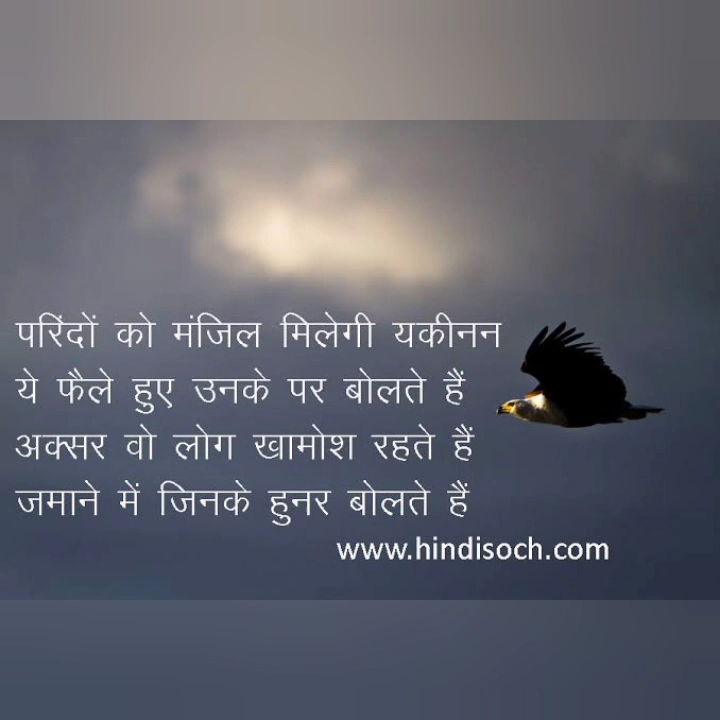 परिंदों को मंजिल मिलेगी यकीनन
ये फैले हुए उनके पर बोलते हैं
अक्सर वो लोग खामोश रहते हैं
जमाने में जिनके हुनर बोलते हैं
www.hindisoch.com